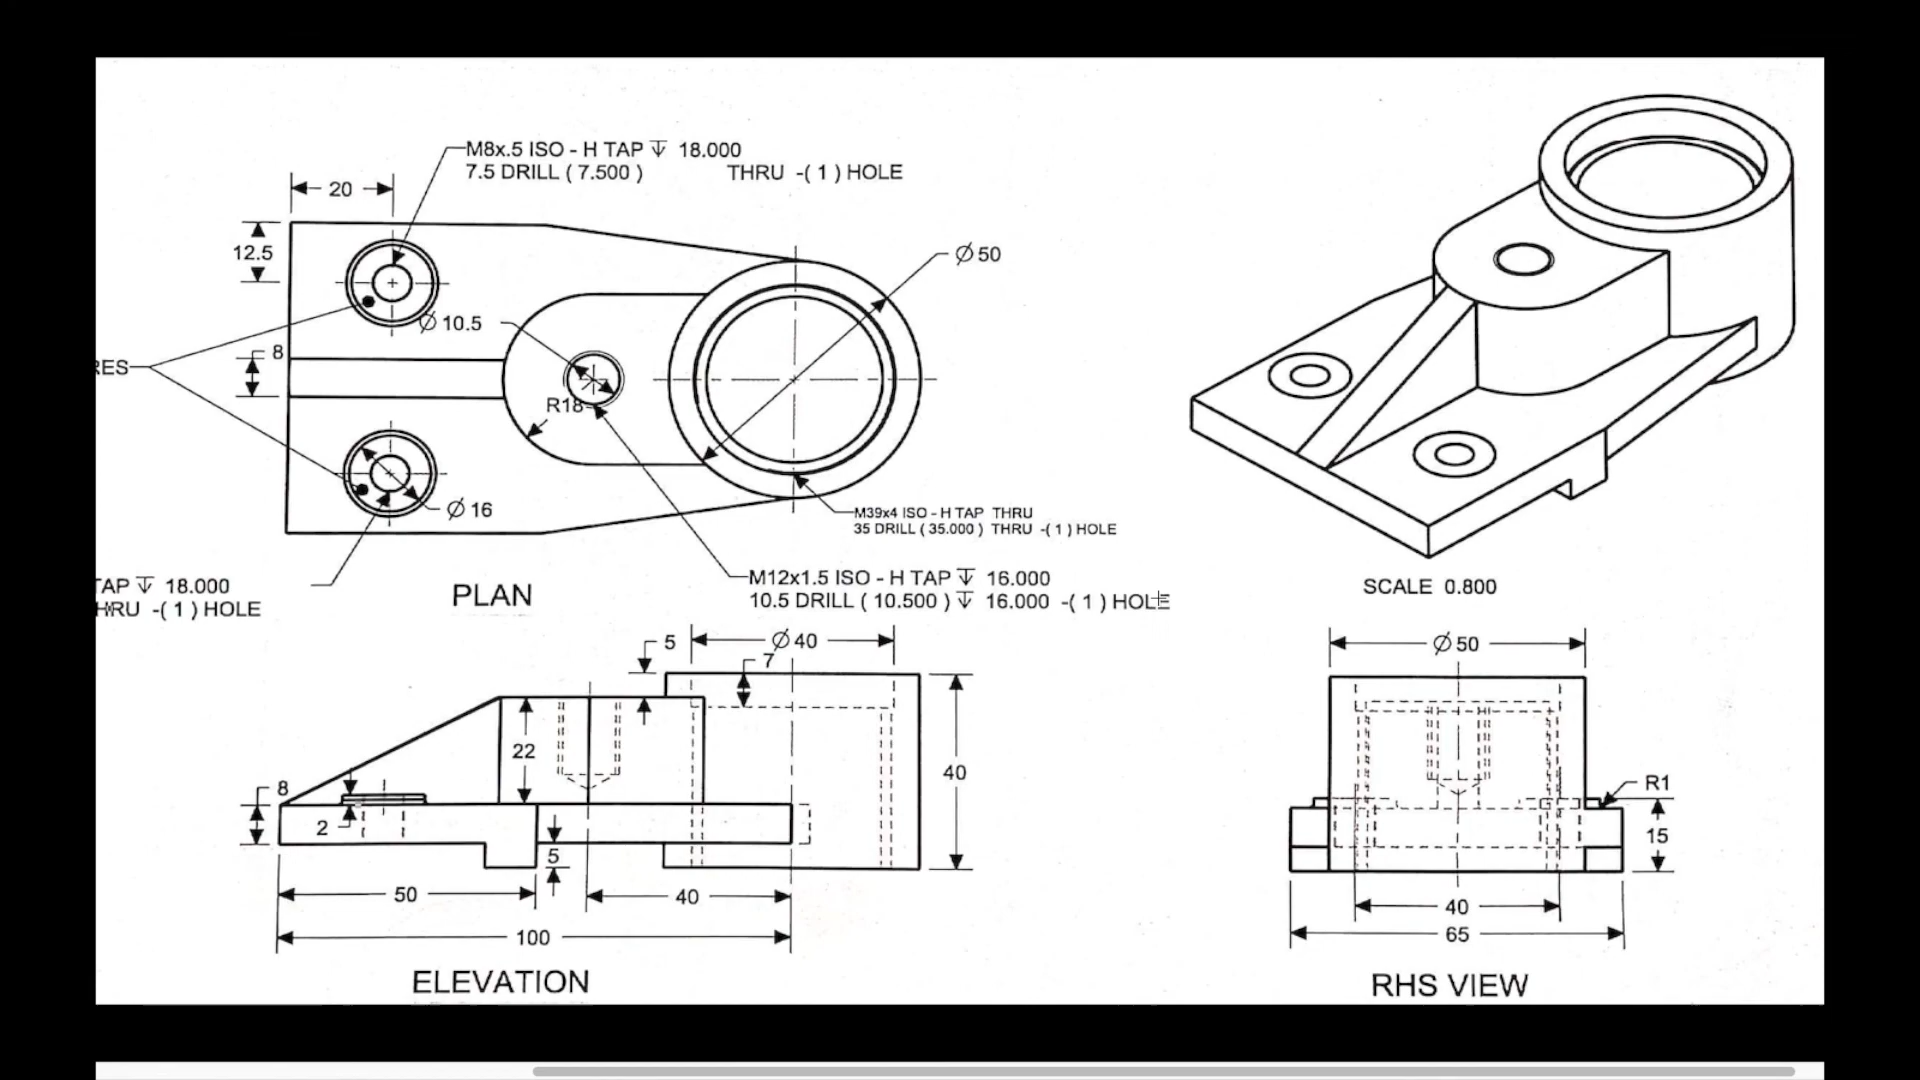 M8x.5 ISO - H TAP ↧ 18.000
7.5 DRILL ( 7.500 ) THRU -( 1 ) HOLE
20
12.5
Ø 50
Ø 10.5
8
RES
R18
Ø 16
M39x4 ISO - H TAP THRU
35 DRILL ( 35.000 ) THRU -( 1 ) HOLE
TAP ↧ 18.000
HRU -( 1 ) HOLE
PLAN
M12x1.5 ISO - H TAP ↧ 16.000
10.5 DRILL ( 10.500 ) ↧ 16.000 -( 1 ) HOLE
SCALE 0.800
5
Ø 40
7
22
40
8
2
5
50
40
100
ELEVATION
Ø 50
R1
15
40
65
RHS VIEW